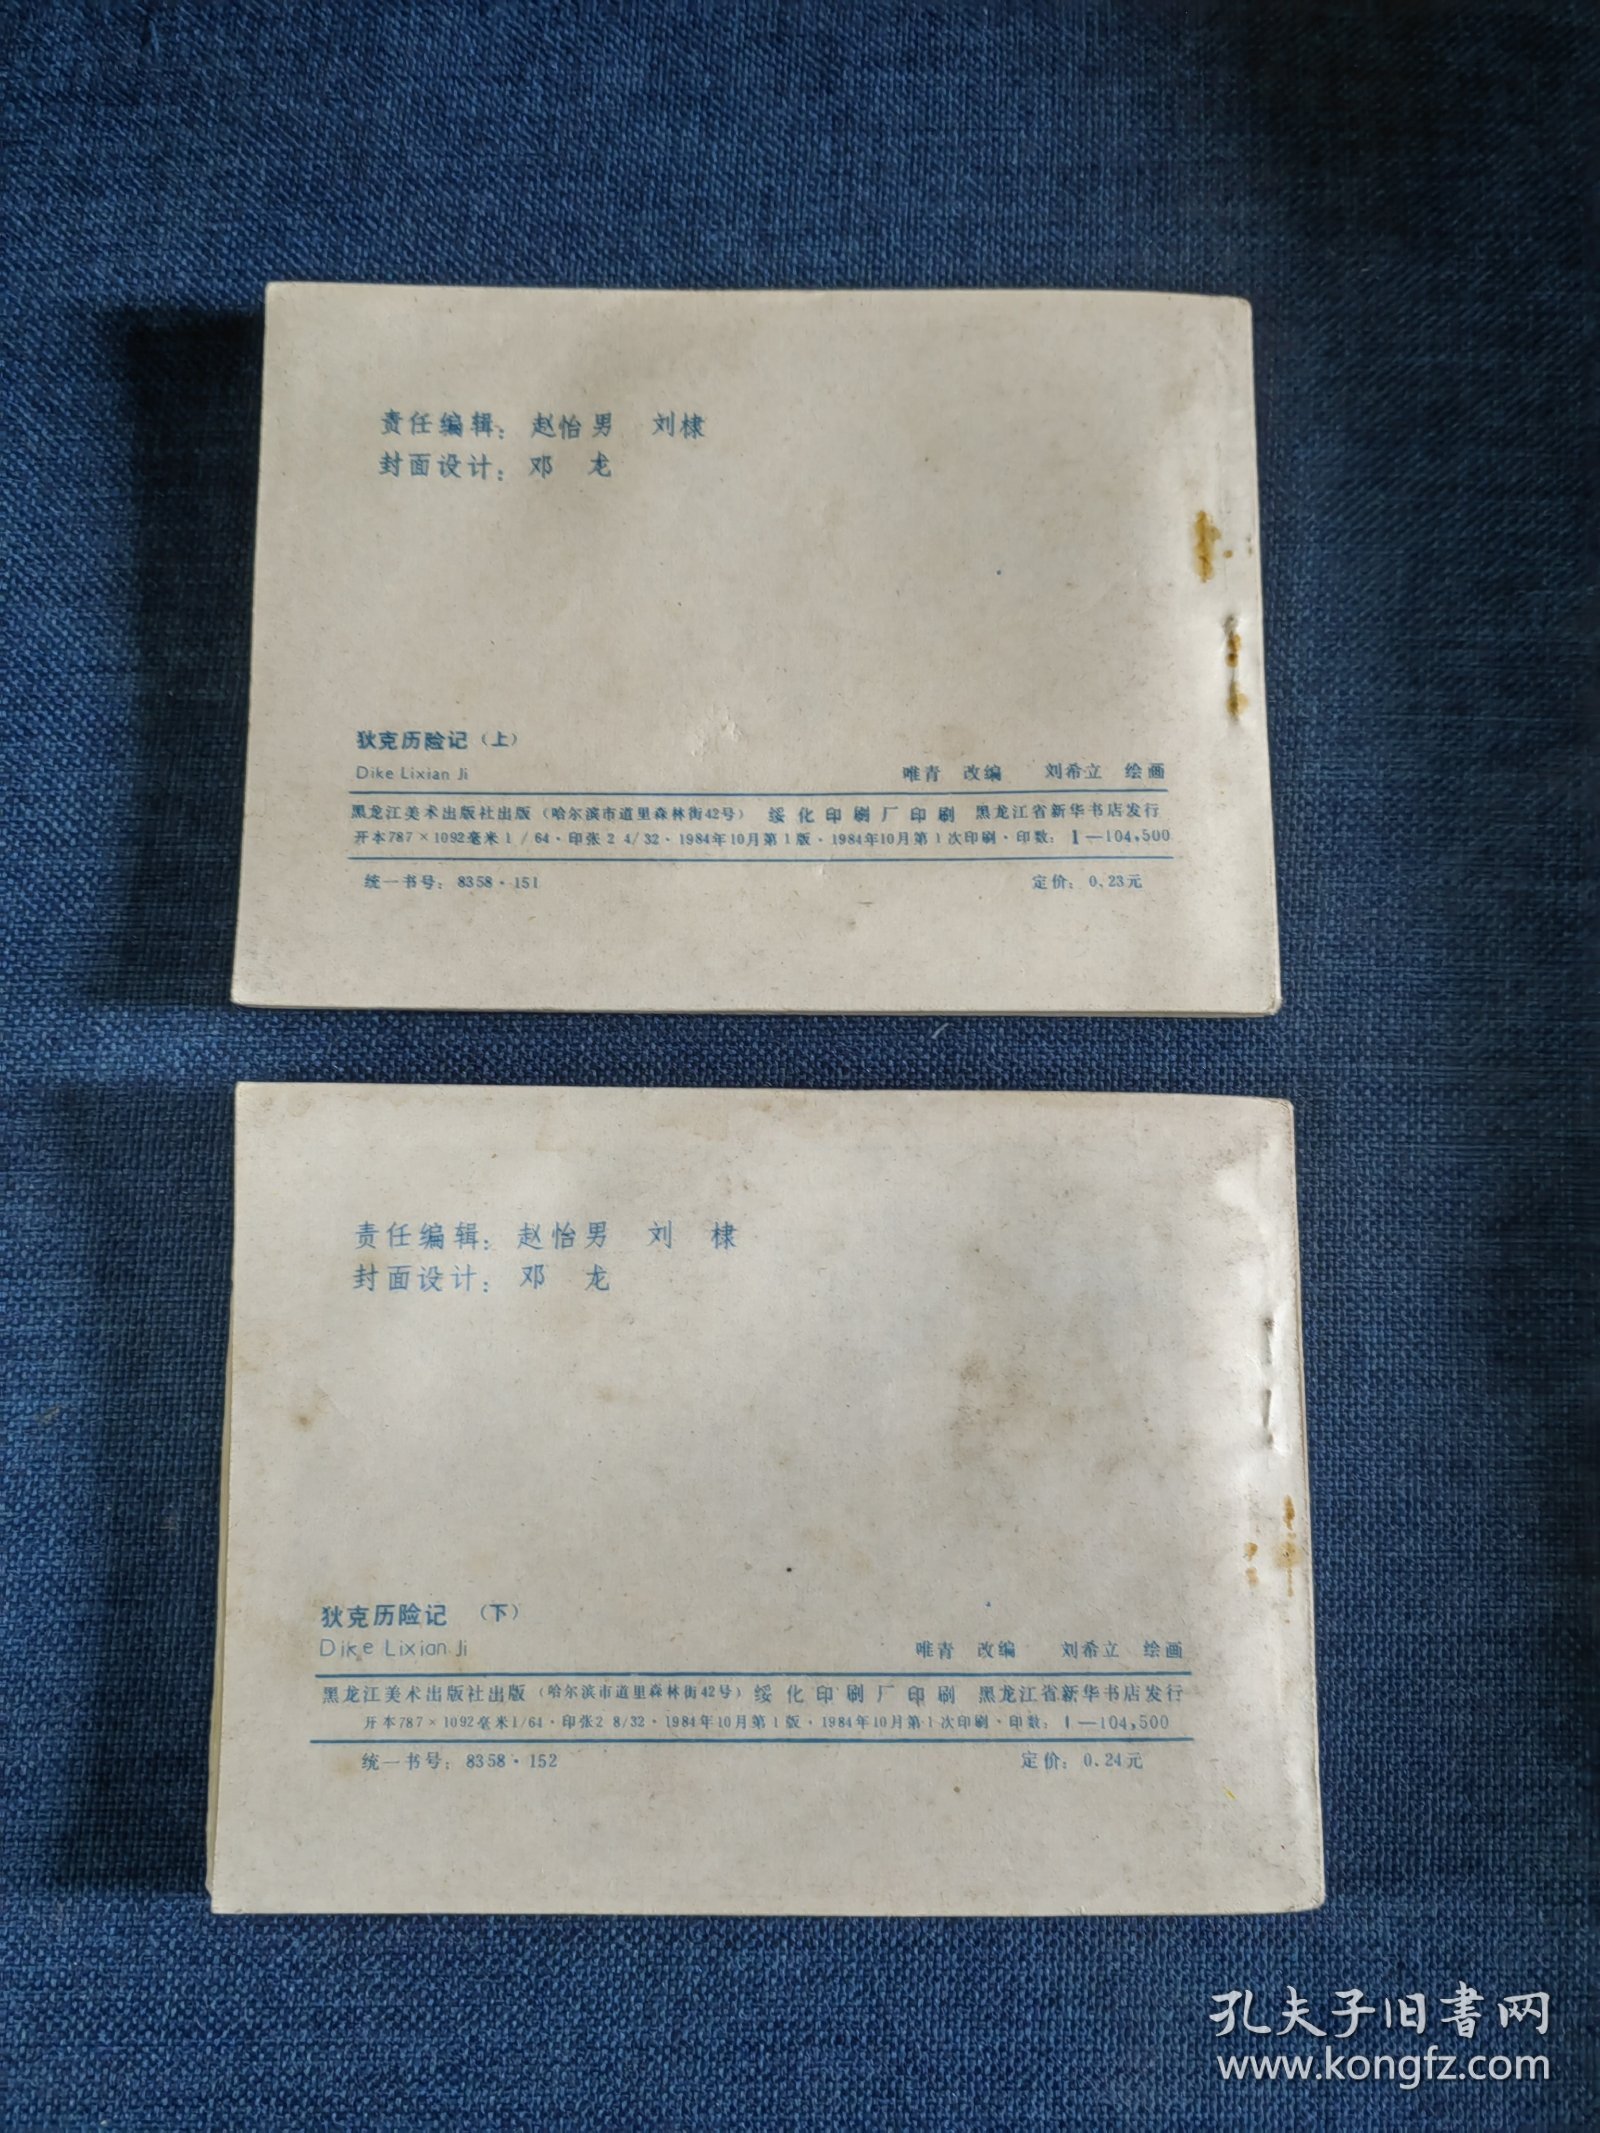 责任编辑：赵怡男　刘棣
封面设计：邓　龙
狄克历险记（上）
Dike Lixian Ji
唯青　改编　刘希立　绘画
黑龙江美术出版社出版（哈尔滨市道里森林街42号）绥化印刷厂印刷　黑龙江省新华书店发行
开本787×1092毫米1/64·印张2 4/32·1984年10月第1版·1984年10月第1次印刷·印数：1—104,500
统一书号：8358·151　定价：0.23元
责任编辑：赵怡男　刘　棣
封面设计：邓　龙
狄克历险记（下）
Dike Lixian Ji
唯青　改编　刘希立　绘画
黑龙江美术出版社出版（哈尔滨市道里森林街42号）绥化印刷厂印刷　黑龙江省新华书店发行
开本787×1092毫米1/64·印张2 8/32·1984年10月第1版·1984年10月第1次印刷·印数：1—104,500
统一书号：8358·152　定价：0.24元
孔夫子旧書网
www.kongfz.com